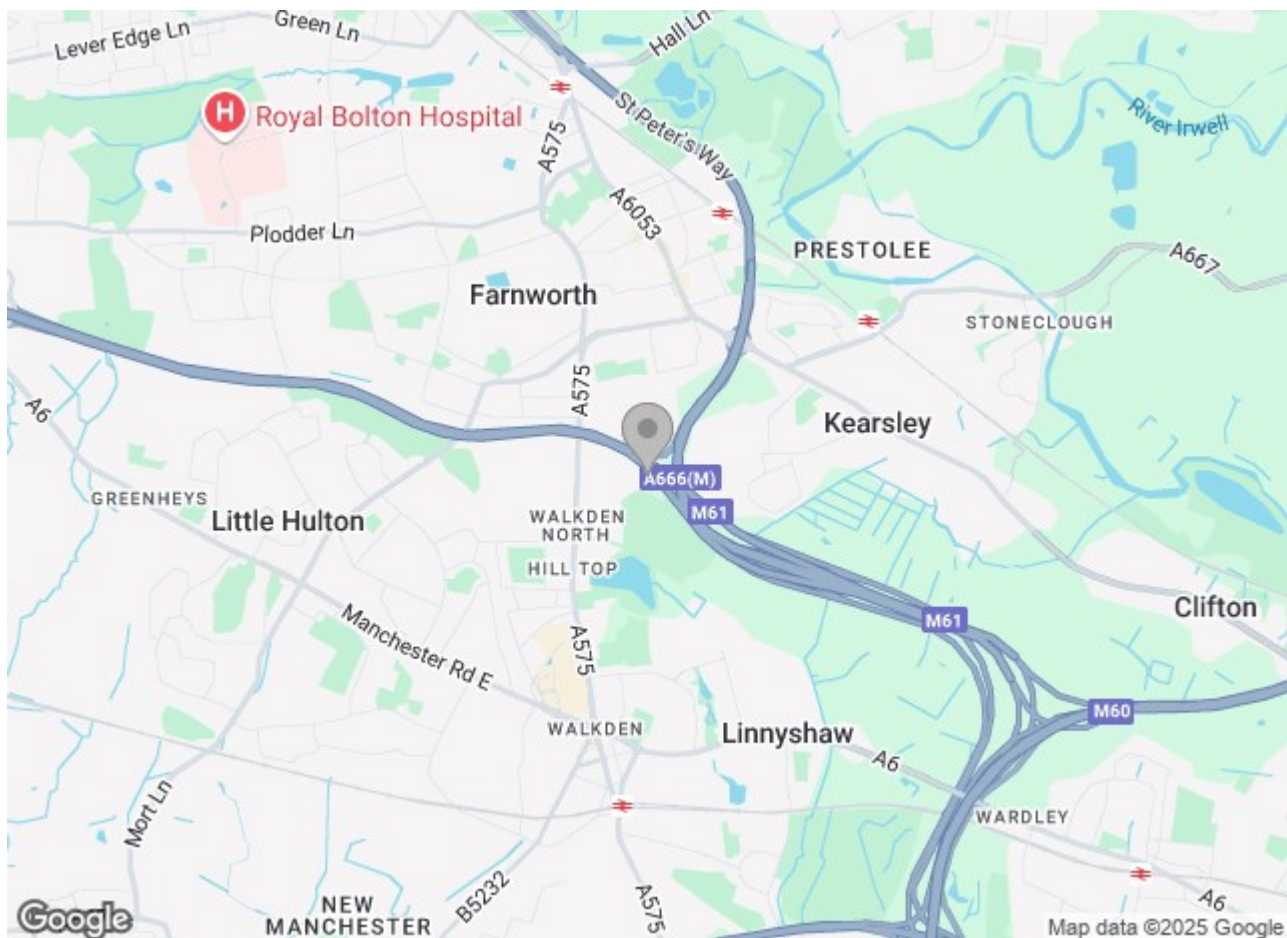 Green Ln
Lever Edge Ln
Hall Ln
H
Royal Bolton Hospital
St Peter's Way
River Irwell
A575
A6053
Plodder Ln
PRESTOLEE
A667
Farnworth
STONECLOUGH
A575
A6
Kearsley
A666(M)
GREENHEYS
Little Hulton
M61
WALKDEN
NORTH
HILL TOP
Manchester Rd E
A575
M61
Clifton
M60
WALKDEN
Linnyshaw
A6
Mort Ln
WARDLEY
B5232
A575
A6
NEW
MANCHESTER
Google
Map data ©2025 Google